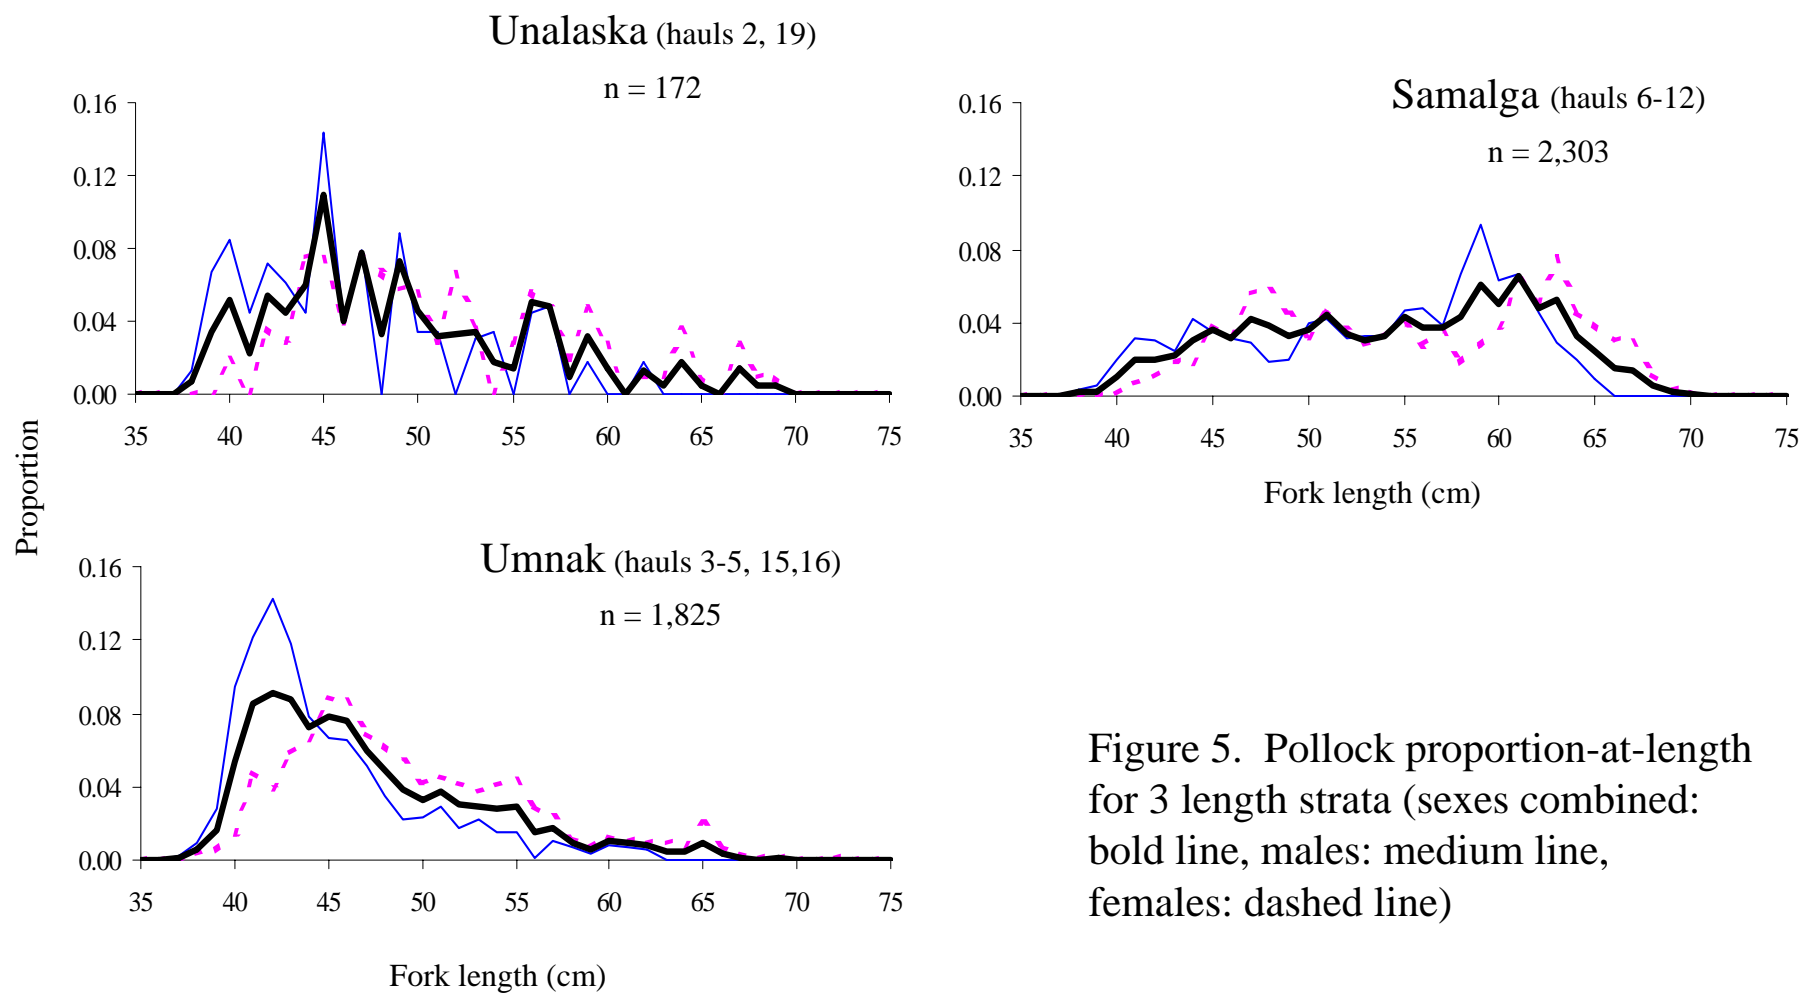 Unalaska (hauls 2, 19)
n = 172
0.16
0.12
0.08
0.04
0.00
35 40 45 50 55 60 65 70 75
Samalga (hauls 6-12)
n = 2,303
0.16
0.12
0.08
0.04
0.00
35 40 45 50 55 60 65 70 75
Fork length (cm)
Proportion
Umnak (hauls 3-5, 15,16)
n = 1,825
0.16
0.12
0.08
0.04
0.00
35 40 45 50 55 60 65 70 75
Fork length (cm)
Figure 5. Pollock proportion-at-length
for 3 length strata (sexes combined:
bold line, males: medium line,
females: dashed line)